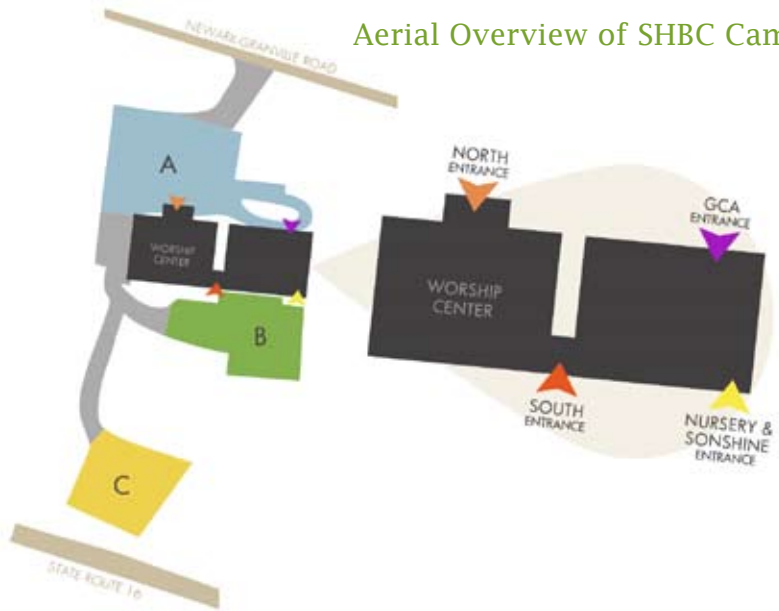 Aerial Overview of SHBC Cam
NEWARK-GRANVILLE ROAD
A
WORSHIP
CENTER
B
C
STATE ROUTE 16
NORTH
ENTRANCE
GCA
ENTRANCE
WORSHIP
CENTER
SOUTH
ENTRANCE
NURSERY &
SONSHINE
ENTRANCE